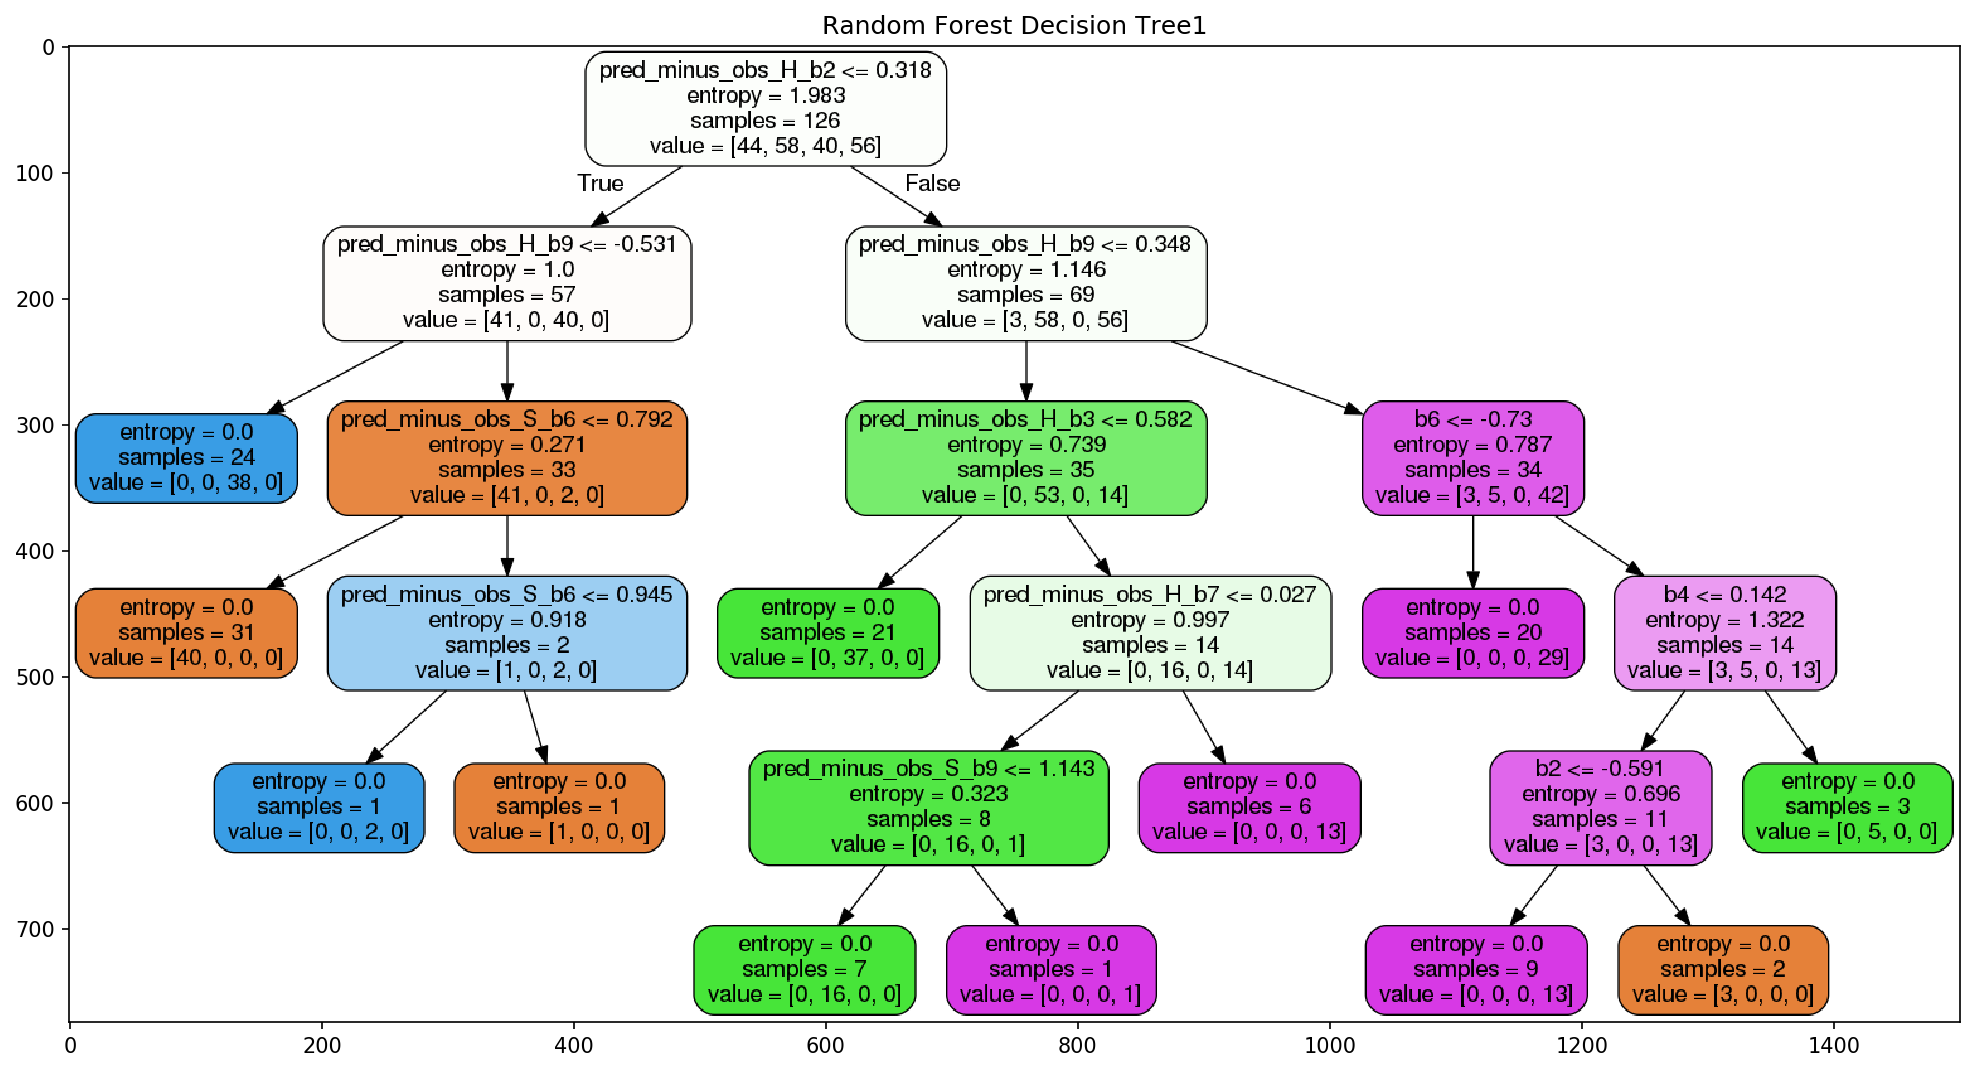 Random Forest Decision Tree1
0
100
200
300
400
500
600
700
pred_minus_obs_H_b2 <= 0.318
entropy = 1.983
samples = 126
value = [44, 58, 40, 56]
True
False
pred_minus_obs_H_b9 <= -0.531
entropy = 1.0
samples = 57
value = [41, 0, 40, 0]
pred_minus_obs_H_b9 <= 0.348
entropy = 1.146
samples = 69
value = [3, 58, 0, 56]
entropy = 0.0
samples = 24
value = [0, 0, 38, 0]
pred_minus_obs_S_b6 <= 0.792
entropy = 0.271
samples = 33
value = [41, 0, 2, 0]
pred_minus_obs_H_b3 <= 0.582
entropy = 0.739
samples = 35
value = [0, 53, 0, 14]
b6 <= -0.73
entropy = 0.787
samples = 34
value = [3, 5, 0, 42]
entropy = 0.0
samples = 31
value = [40, 0, 0, 0]
pred_minus_obs_S_b6 <= 0.945
entropy = 0.918
samples = 2
value = [1, 0, 2, 0]
entropy = 0.0
samples = 21
value = [0, 37, 0, 0]
pred_minus_obs_H_b7 <= 0.027
entropy = 0.997
samples = 14
value = [0, 16, 0, 14]
entropy = 0.0
samples = 20
value = [0, 0, 0, 29]
b4 <= 0.142
entropy = 1.322
samples = 14
value = [3, 5, 0, 13]
entropy = 0.0
samples = 1
value = [0, 0, 2, 0]
entropy = 0.0
samples = 1
value = [1, 0, 0, 0]
pred_minus_obs_S_b9 <= 1.143
entropy = 0.323
samples = 8
value = [0, 16, 0, 1]
entropy = 0.0
samples = 6
value = [0, 0, 0, 13]
b2 <= -0.591
entropy = 0.696
samples = 11
value = [3, 0, 0, 13]
entropy = 0.0
samples = 3
value = [0, 5, 0, 0]
entropy = 0.0
samples = 7
value = [0, 16, 0, 0]
entropy = 0.0
samples = 1
value = [0, 0, 0, 1]
entropy = 0.0
samples = 9
value = [0, 0, 0, 13]
entropy = 0.0
samples = 2
value = [3, 0, 0, 0]
0
200
400
600
800
1000
1200
1400